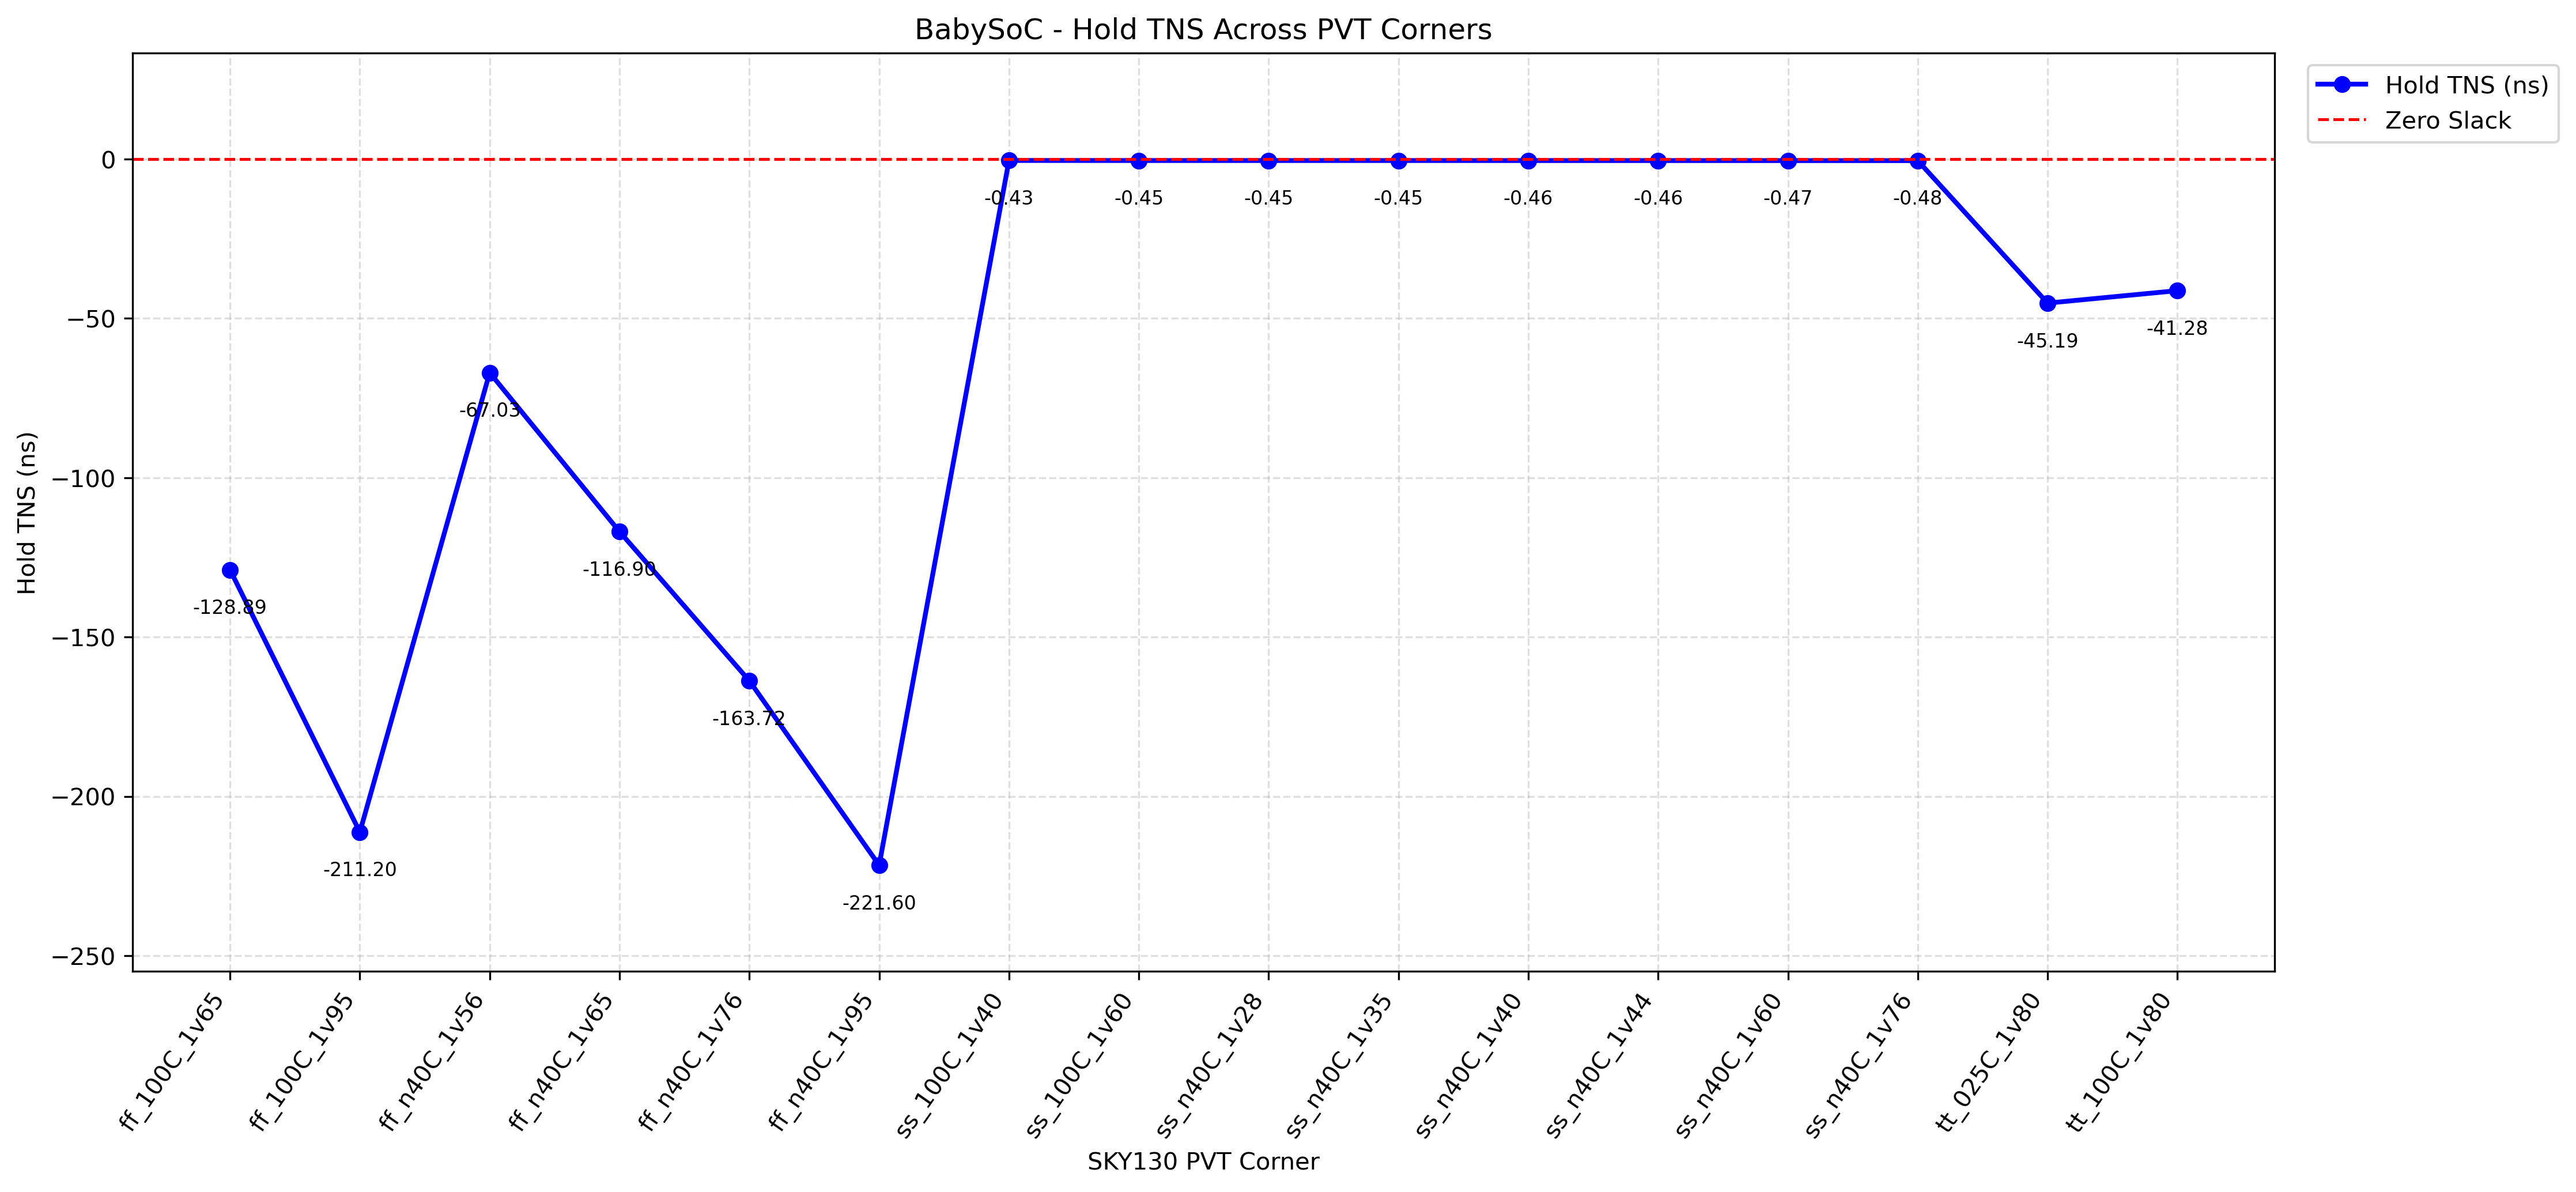 BabySoC - Hold TNS Across PVT Corners
Hold TNS (ns)
Zero Slack
Hold TNS (ns)
0
−50
−100
−150
−200
−250
-128.89
-211.20
-67.03
-116.90
-163.72
-221.60
-0.43
-0.45
-0.45
-0.45
-0.46
-0.46
-0.47
-0.48
-45.19
-41.28
ff_100C_1v65
ff_100C_1v95
ff_n40C_1v56
ff_n40C_1v65
ff_n40C_1v76
ff_n40C_1v95
ss_100C_1v40
ss_100C_1v60
ss_n40C_1v28
ss_n40C_1v35
ss_n40C_1v40
ss_n40C_1v44
ss_n40C_1v60
ss_n40C_1v76
tt_025C_1v80
tt_100C_1v80
SKY130 PVT Corner